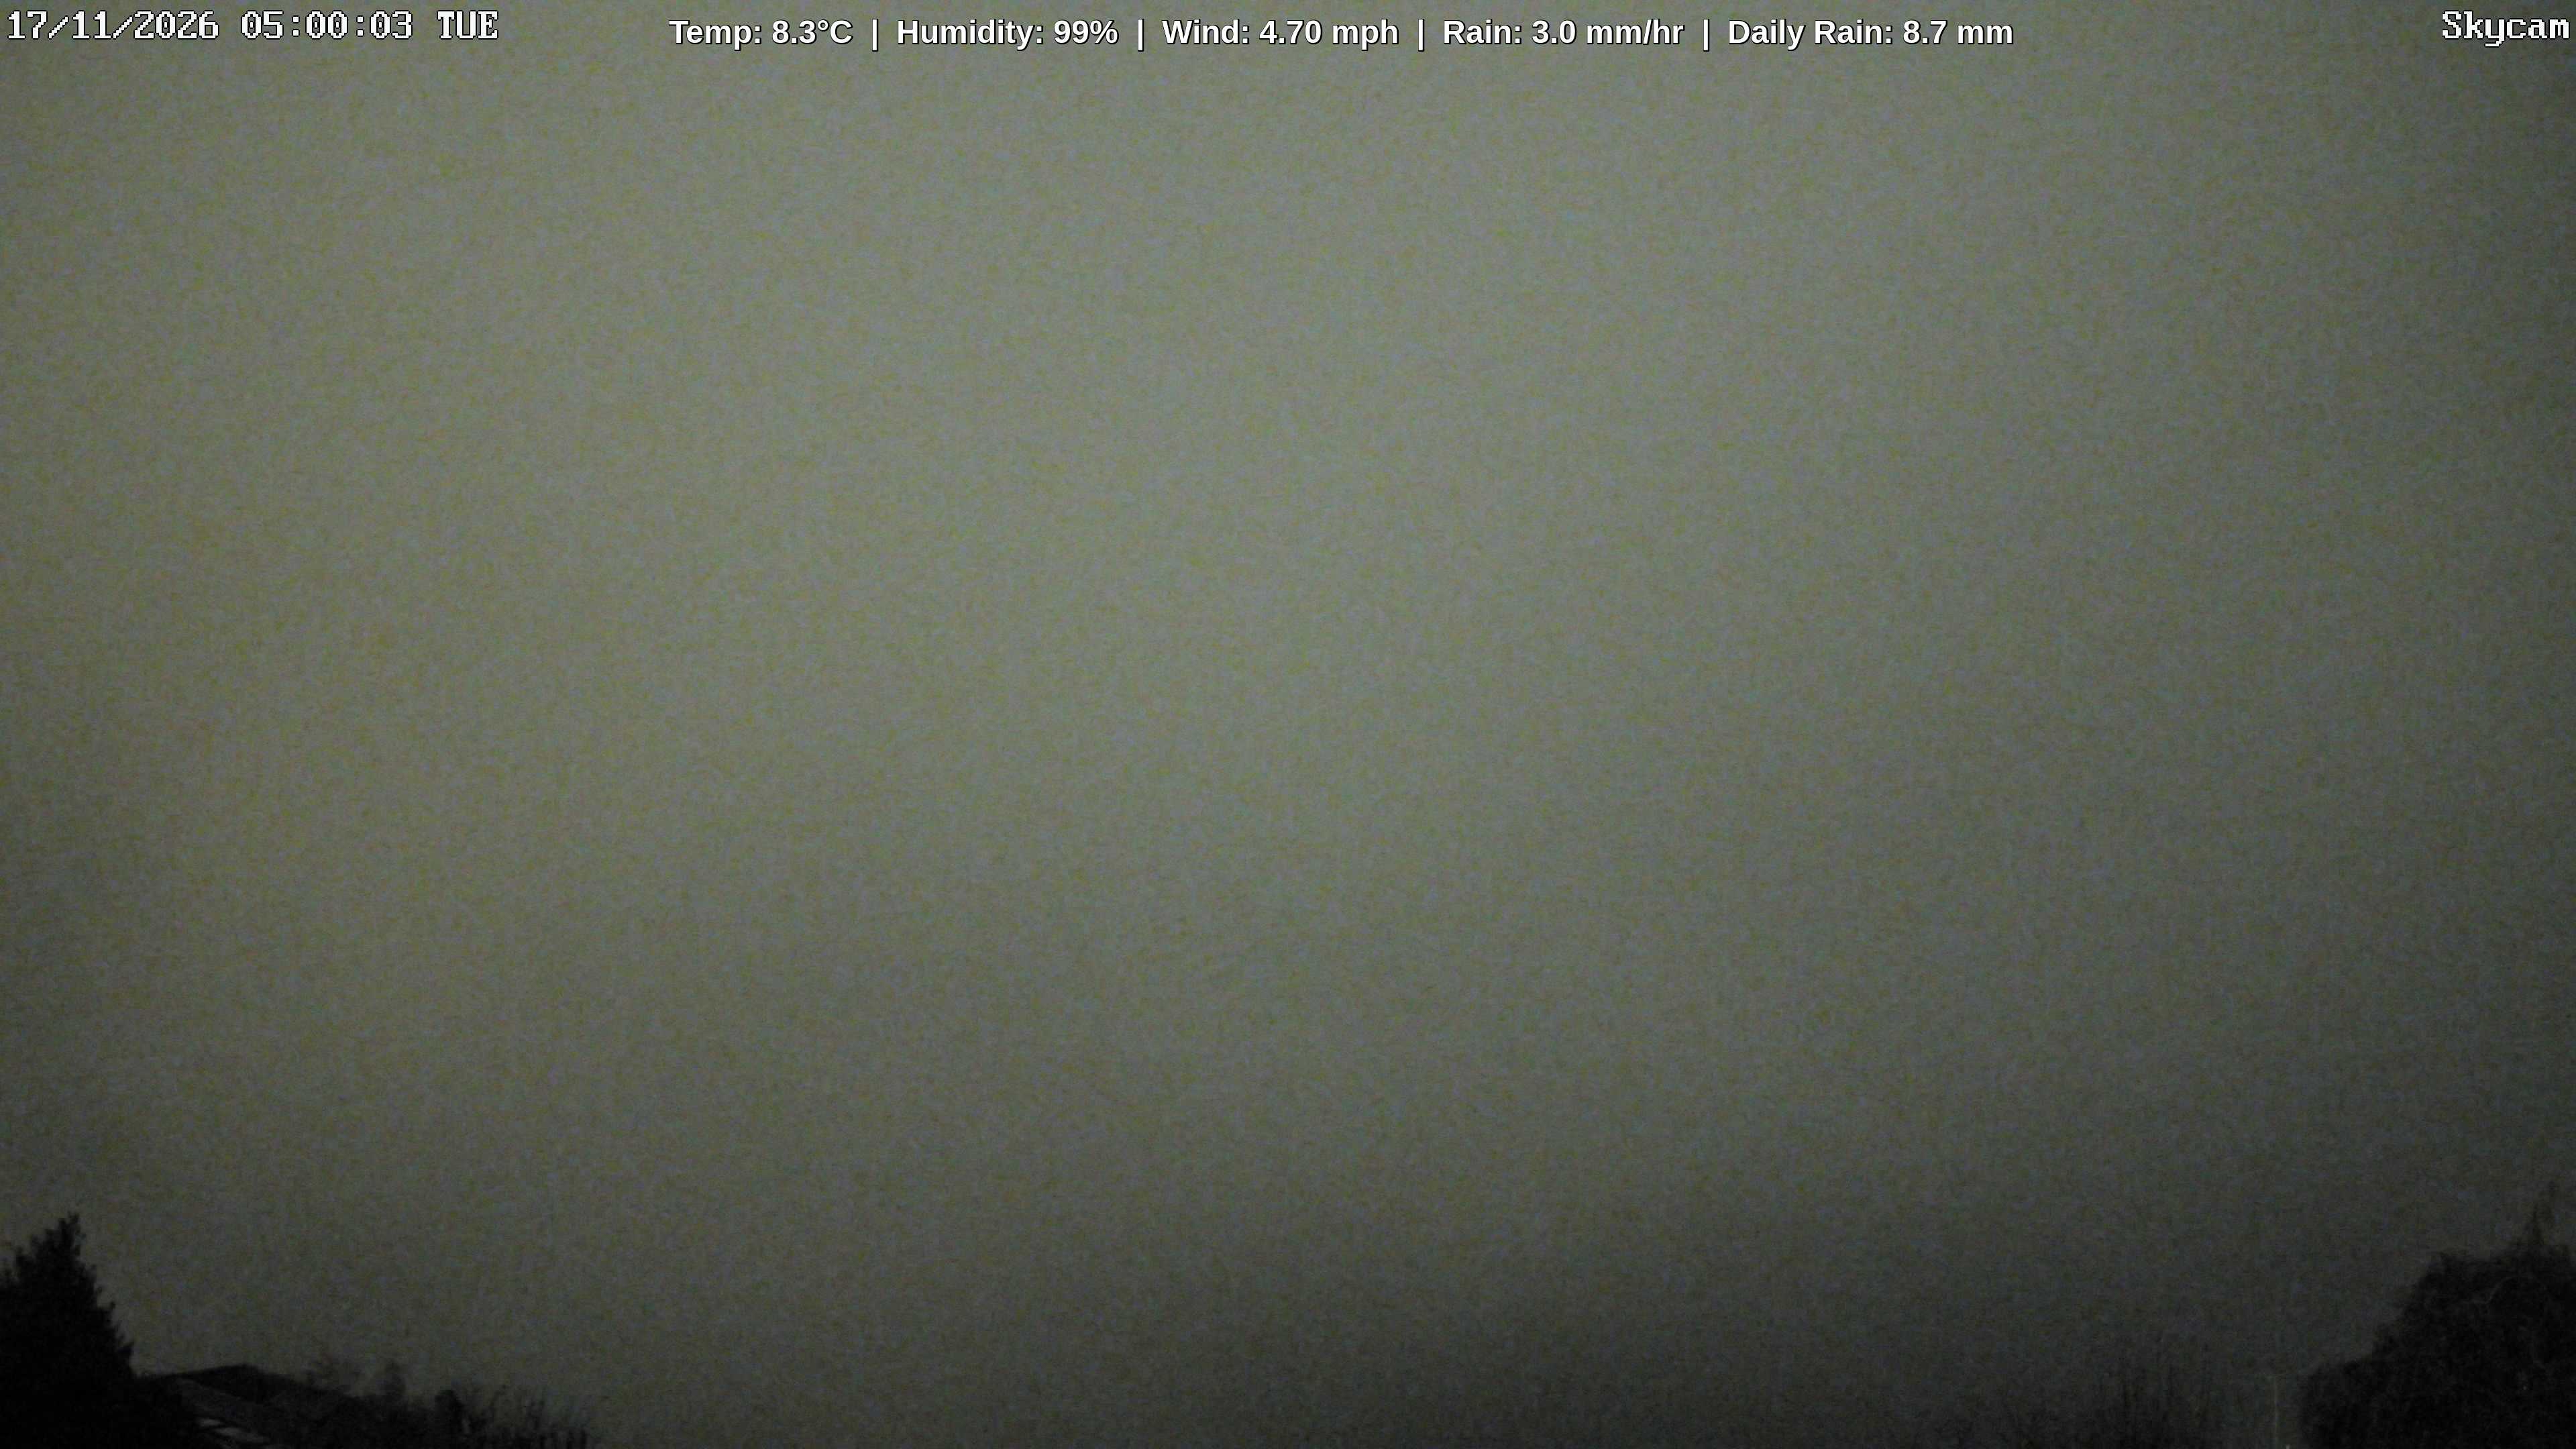 17/11/2026 05:00:03 TUE
Temp: 8.3°C | Humidity: 99% | Wind: 4.70 mph | Rain: 3.0 mm/hr | Daily Rain: 8.7 mm
Skycam